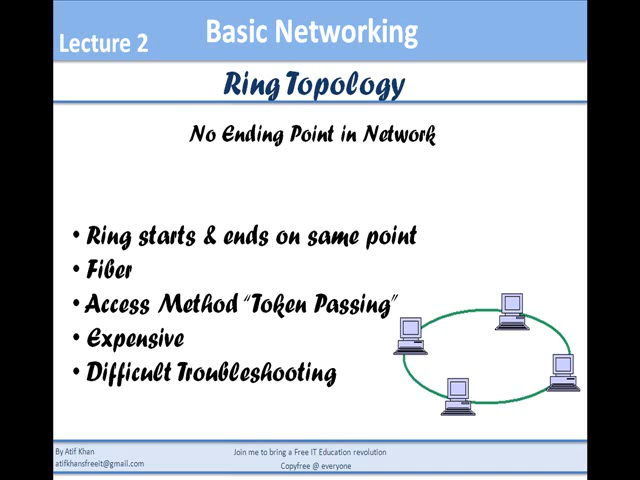 Lecture 2
Basic Networking
Ring Topology
No Ending Point in Network
• Ring starts & ends on same point
• Fiber
• Access Method “Token Passing”
• Expensive
• Difficult Troubleshooting
By Atif Khan
atifkhansfreeit@gmail.com
Join me to bring a Free IT Education revolution
Copyfree @ everyone